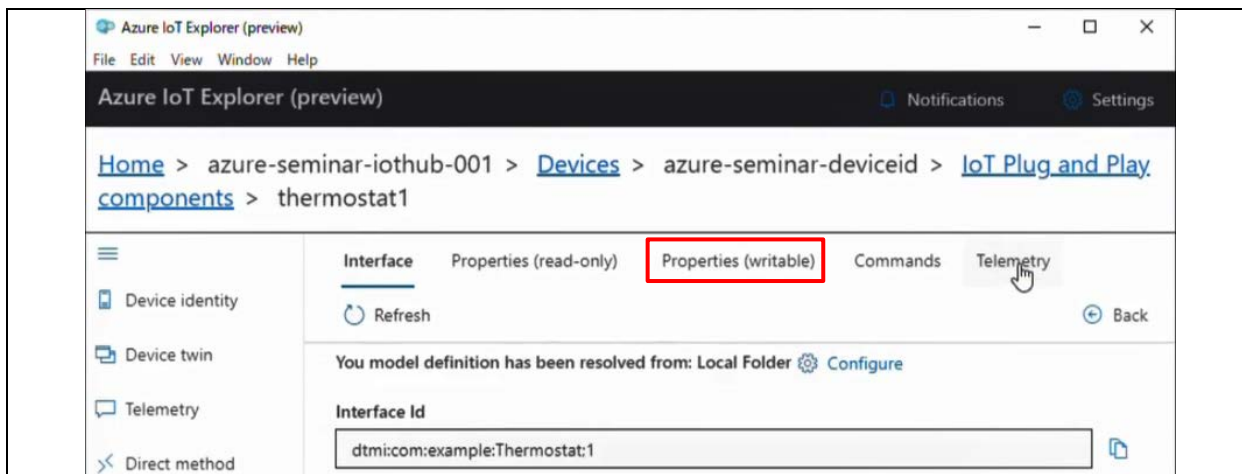 Azure IoT Explorer (preview)
File Edit View Window Help
Azure IoT Explorer (preview)
Notifications
Settings
Home > azure-seminar-iothub-001 > Devices > azure-seminar-deviceid > IoT Plug and Play
components > thermostat1
Interface Properties (read-only) Properties (writable) Commands Telemetry
Device identity
Refresh
Back
Device twin
You model definition has been resolved from: Local Folder Configure
Telemetry
Interface Id
dtmi:com:example:Thermostat;1
Direct method